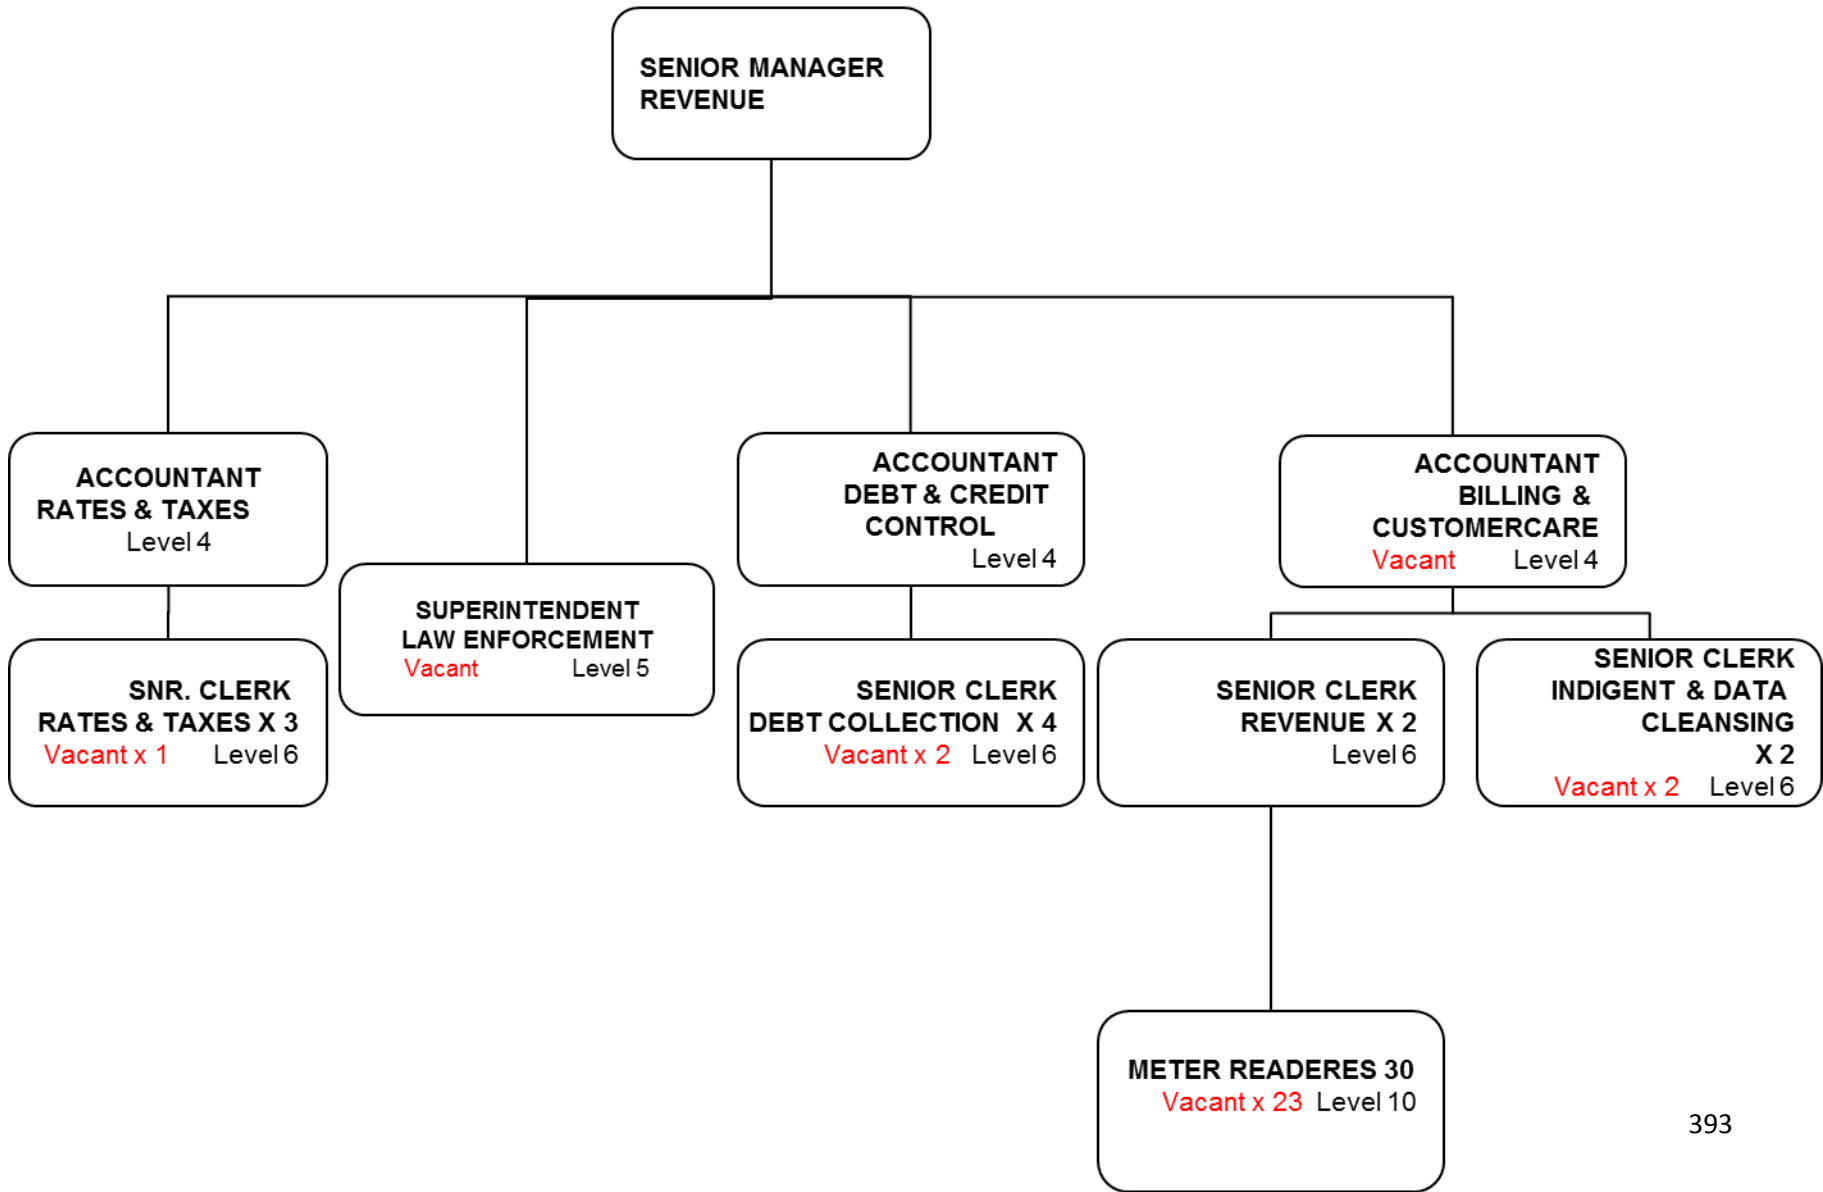 SENIOR MANAGER
REVENUE
ACCOUNTANT
RATES & TAXES
Level 4
SUPERINTENDENT
LAW ENFORCEMENT
Vacant Level 5
ACCOUNTANT
DEBT & CREDIT
CONTROL
Level 4
ACCOUNTANT
BILLING &
CUSTOMERCARE
Vacant Level 4
SNR. CLERK
RATES & TAXES X 3
Vacant x 1 Level 6
SENIOR CLERK
DEBT COLLECTION X 4
Vacant x 2 Level 6
SENIOR CLERK
REVENUE X 2
Level 6
SENIOR CLERK
INDIGENT & DATA
CLEANSING
X 2
Vacant x 2 Level 6
METER READERES 30
Vacant x 23 Level 10
393